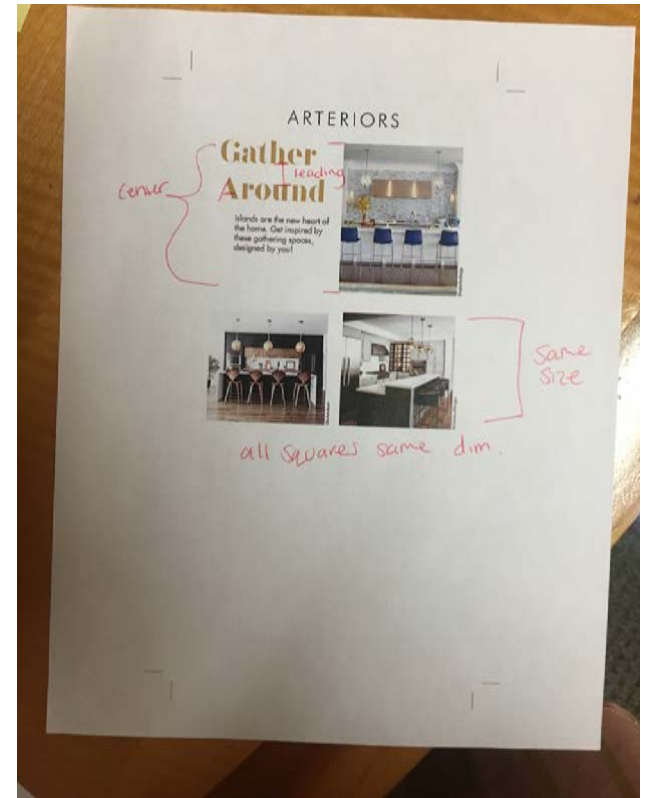 ARTERIORS
Gather
leading
Around
center
Islands are the new heart of
the home. Get inspired by
these gathering spaces,
designed by you!
Same
Size
all squares same dim.